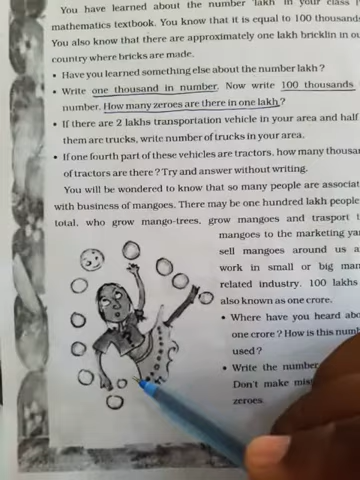 You have learned about the number 'lakh' in your class
mathematics textbook. You know that it is equal to 100 thousand
You also know that there are approximately one lakh bricklin in ou
country where bricks are made.
• Have you learned something else about the number lakh ?
• Write one thousand in number. Now write 100 thousands
number. How many zeroes are there in one lakh ?
• If there are 2 lakhs transportation vehicle in your area and half
them are trucks, write number of trucks in your area.
• If one fourth part of these vehicles are tractors, how many thousan
of tractors are there ? Try and answer without writing.
You will be wondered to know that so many people are associat
with business of mangoes. There may be one hundred lakh people
total, who grow mango-trees, grow mangoes and trasport t
mangoes to the marketing ya
sell mangoes around us a
work in small or big man
related industry. 100 lakhs
also known as one crore.
• Where have you heard abo
one crore ? How is this numb
used ?
• Write the number
Don't make mis
zeroes.